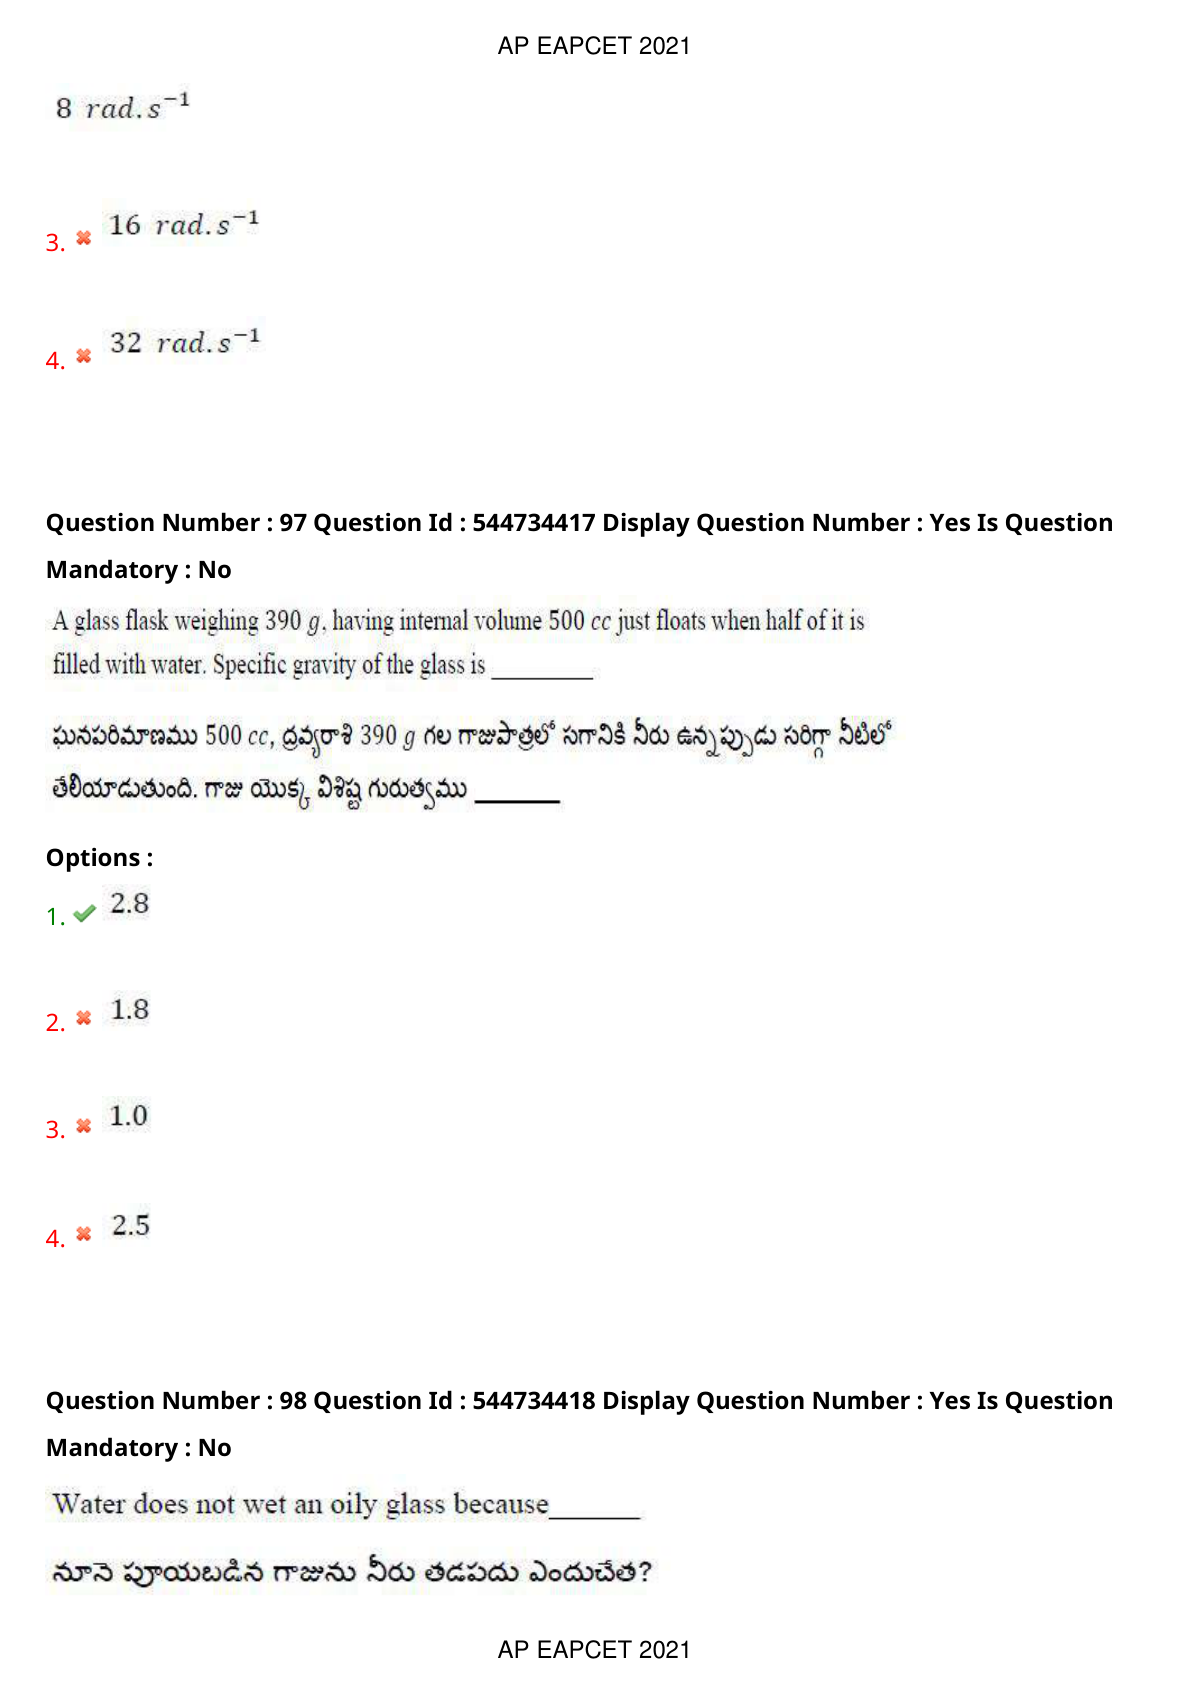 AP EAPCET 2021
8 rad.s⁻¹
3. 16 rad.s⁻¹
4. 32 rad.s⁻¹
Question Number : 97 Question Id : 544734417 Display Question Number : Yes Is Question
Mandatory : No
A glass flask weighing 390 g, having internal volume 500 cc just floats when half of it is
filled with water. Specific gravity of the glass is ________
ఘనపరిమాణము 500 cc, ద్రవ్యరాశి 390 g గల గాజుపాత్రలో సగానికి నీరు ఉన్నప్పుడు సరిగ్గా నీటిలో
తేలియాడుతుంది. గాజు యొక్క విశిష్ట గురుత్వము ______
Options :
1. 2.8
2. 1.8
3. 1.0
4. 2.5
Question Number : 98 Question Id : 544734418 Display Question Number : Yes Is Question
Mandatory : No
Water does not wet an oily glass because______
నూనె పూయబడిన గాజును నీరు తడపదు ఎందుచేత?
AP EAPCET 2021